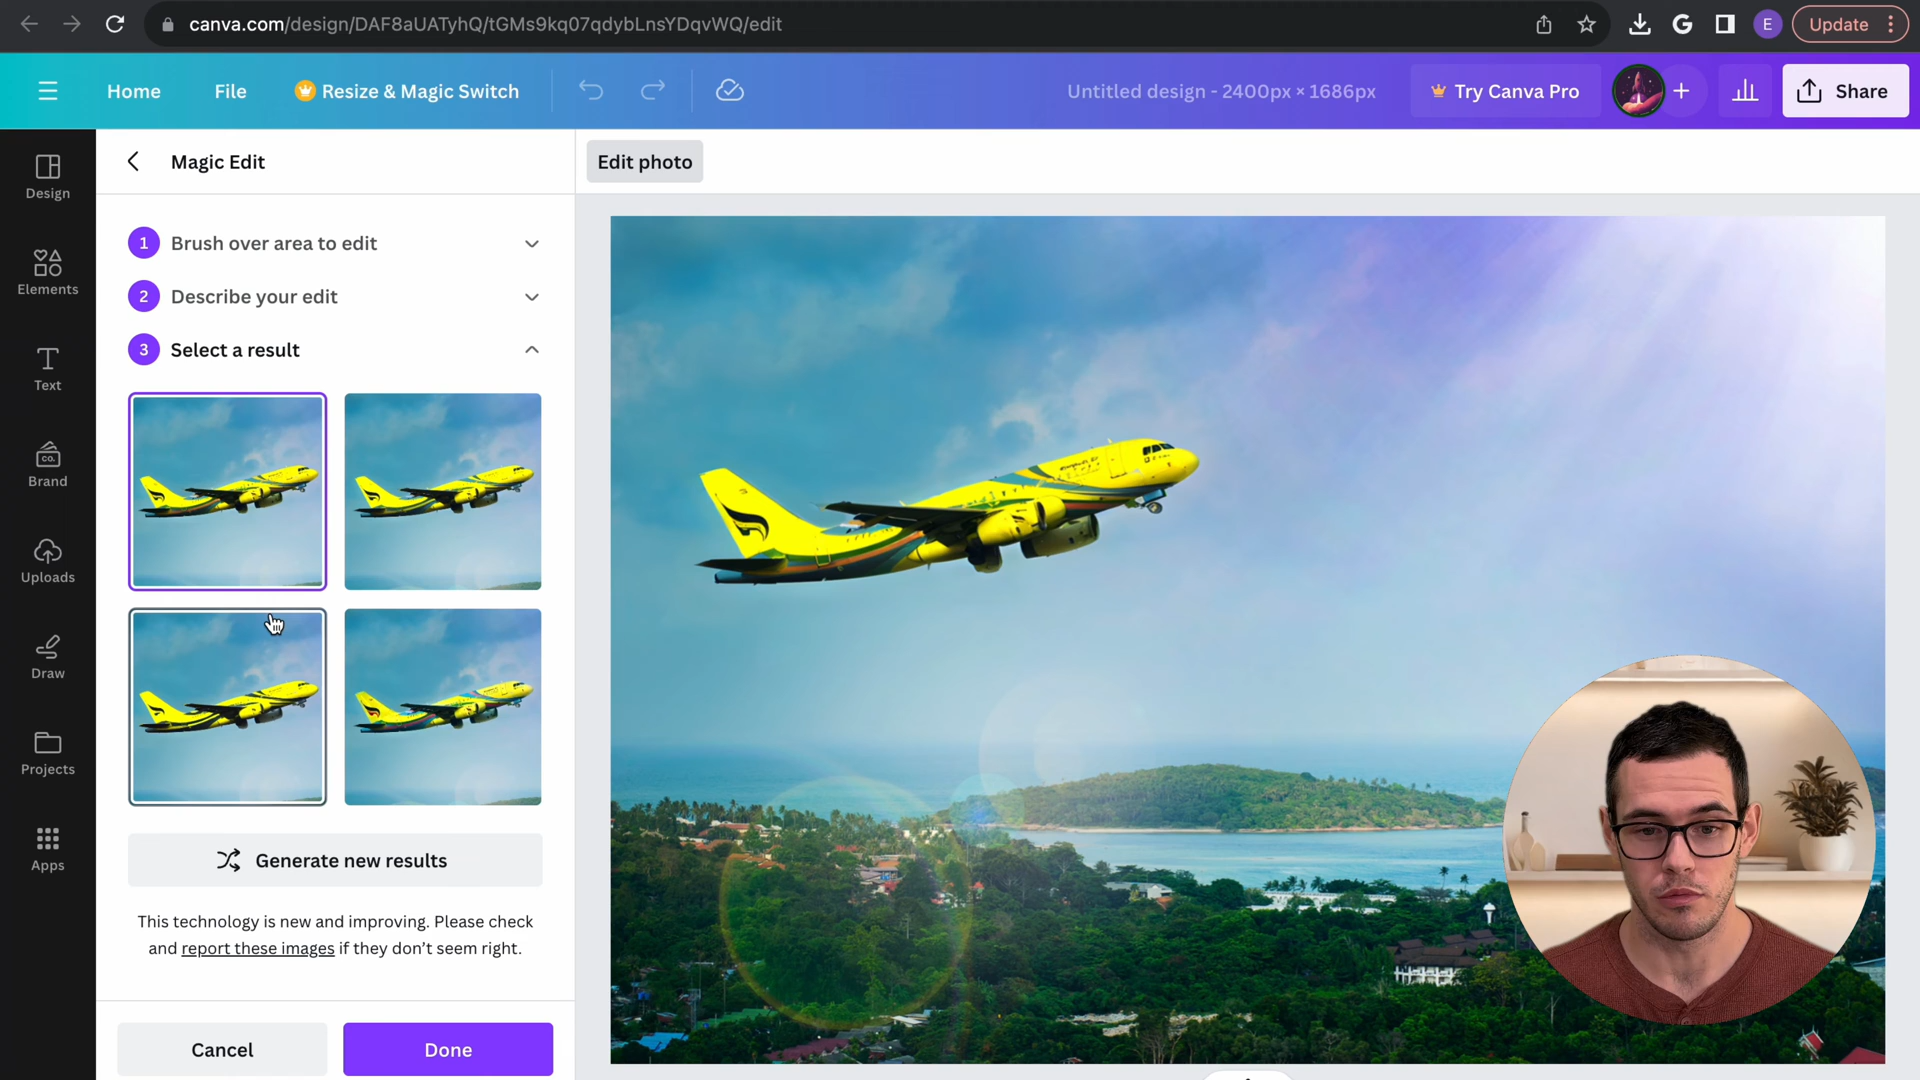 canva.com/design/DAF8aUATyhQ/tGMs9kq07qdybLnsYDqvWQ/edit
E
Update
Home
File
Resize & Magic Switch
Untitled design - 2400px × 1686px
Try Canva Pro
Share
Design
Elements
Text
CO.
Brand
Uploads
Draw
Projects
Apps
Magic Edit
Edit photo
1 Brush over area to edit
2 Describe your edit
3 Select a result
Generate new results
This technology is new and improving. Please check
and report these images if they don’t seem right.
Cancel
Done